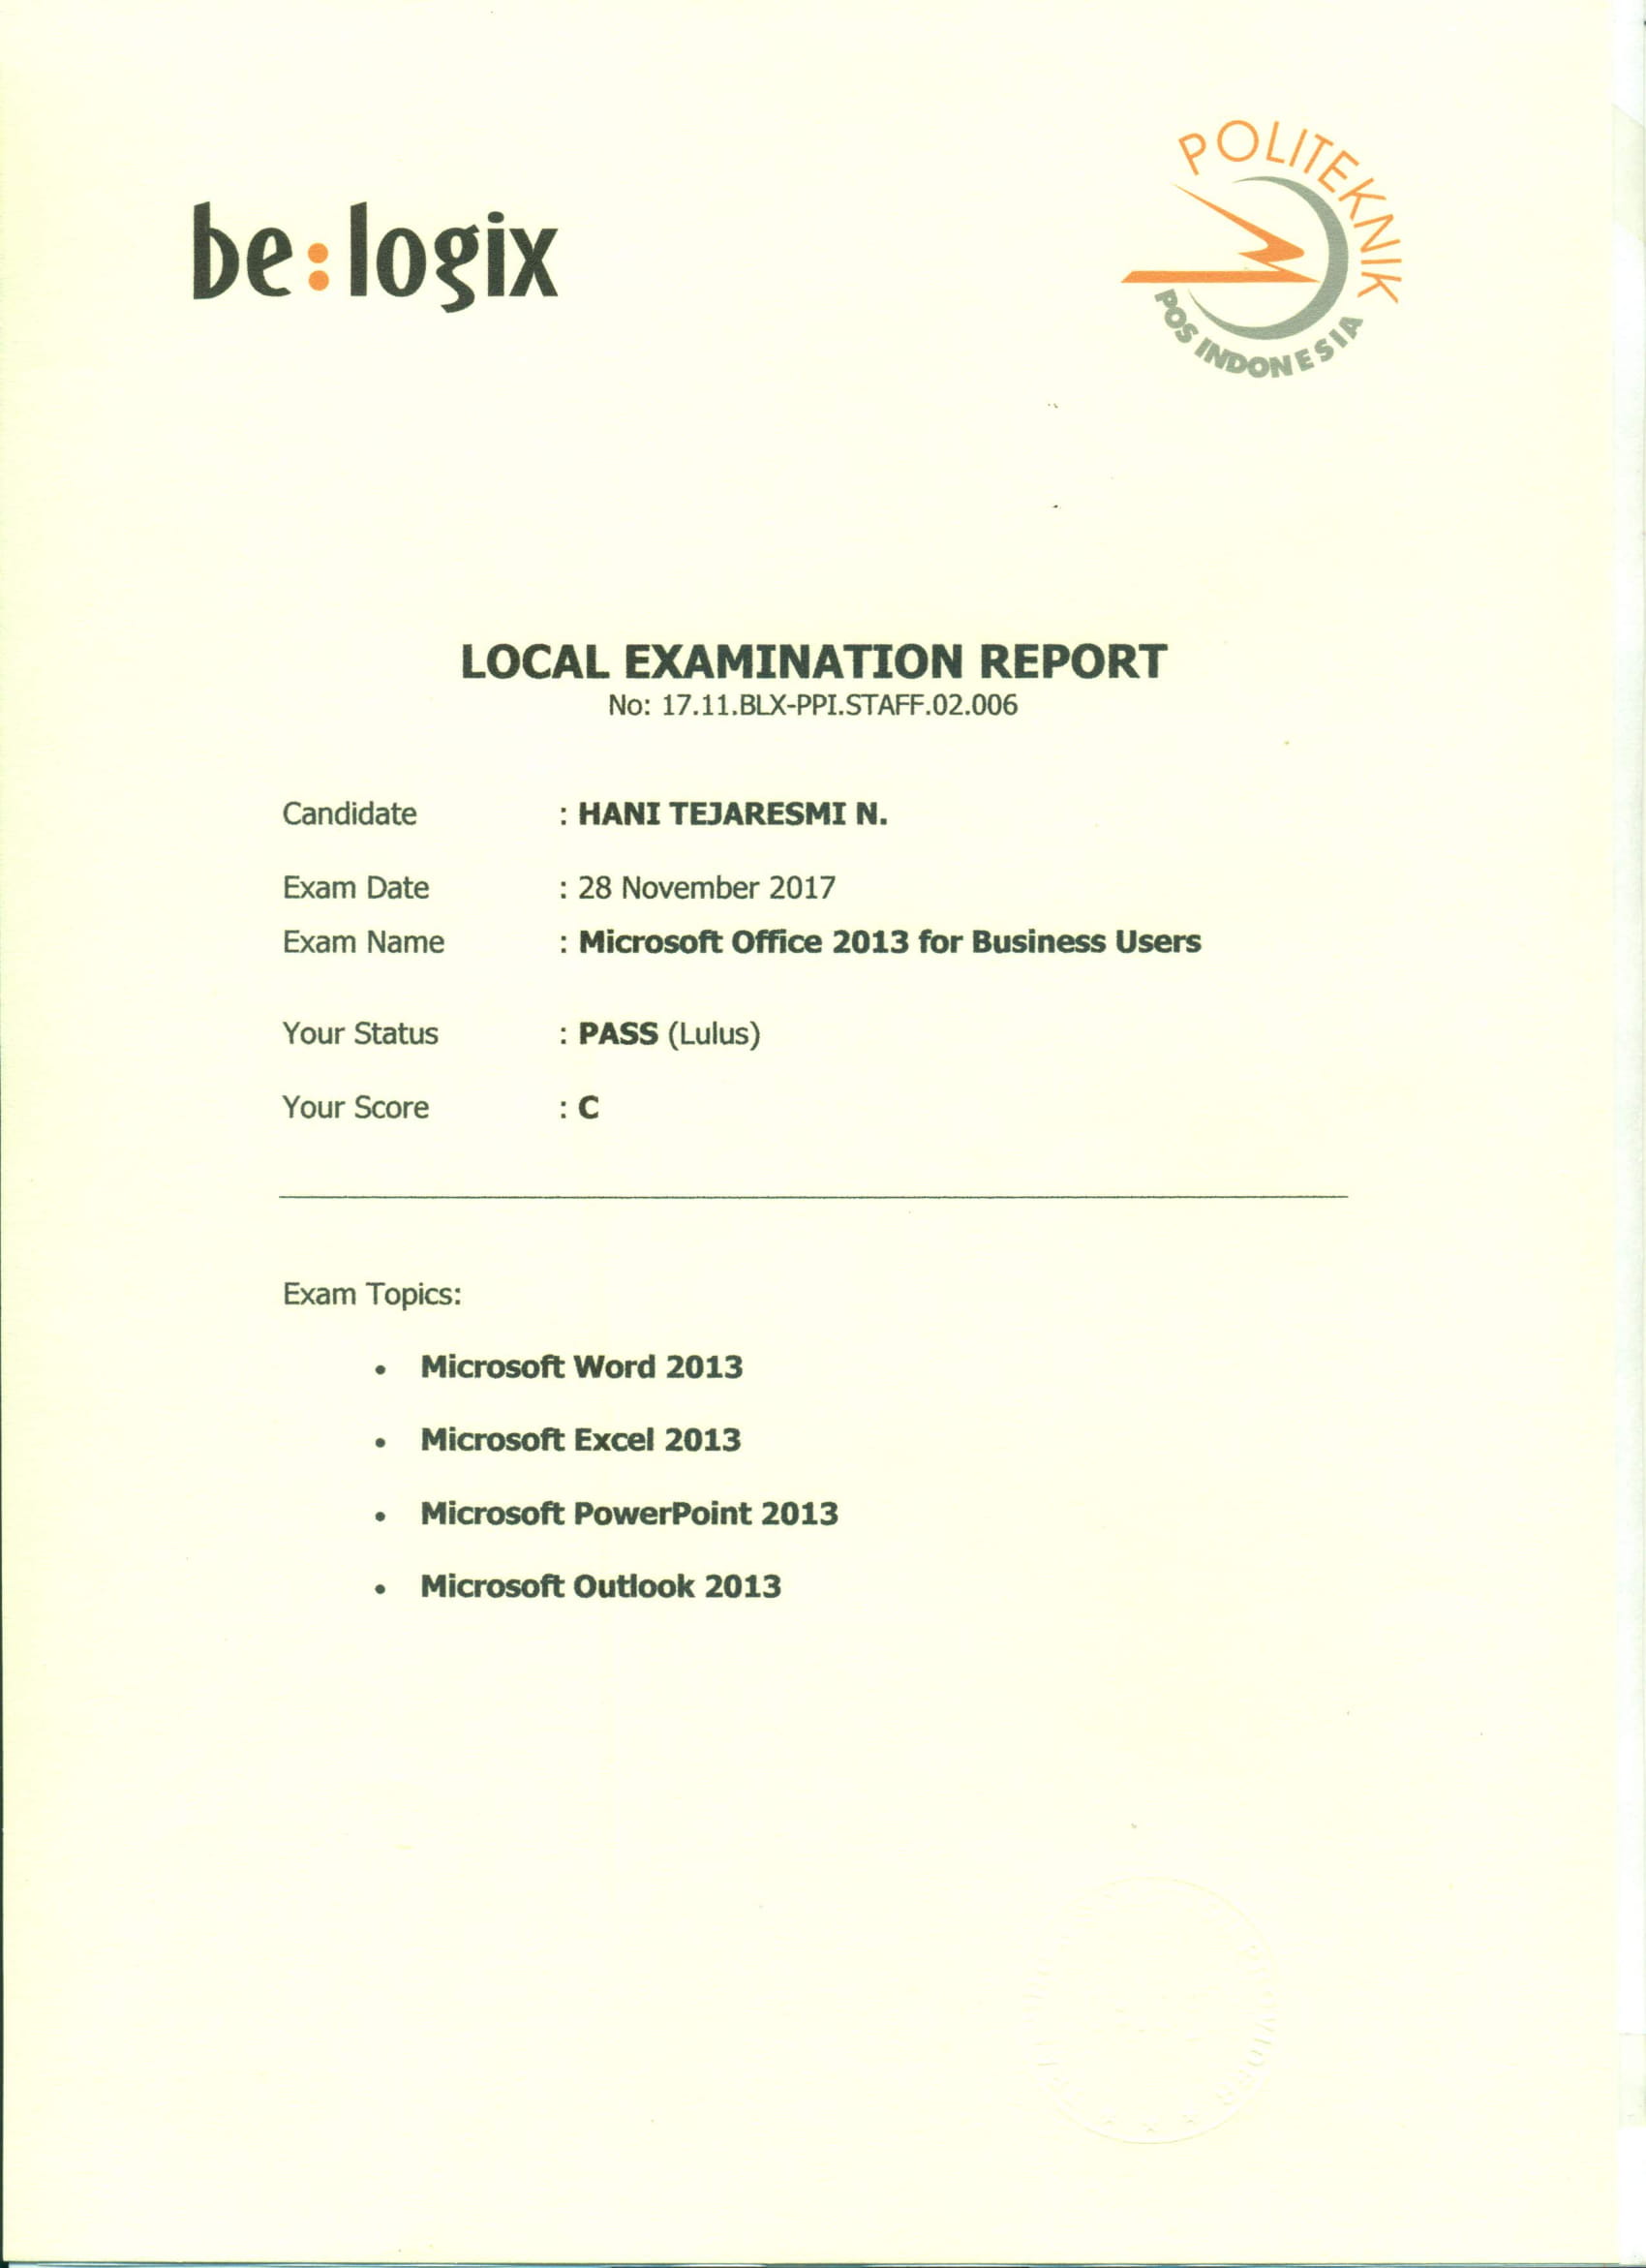 be:logix
POLITEKNIK
POS INDONESIA
LOCAL EXAMINATION REPORT
No: 17.11.BLX-PPI.STAFF.02.006
Candidate : HANI TEJARESMI N.
Exam Date : 28 November 2017
Exam Name : Microsoft Office 2013 for Business Users
Your Status : PASS (Lulus)
Your Score : C
Exam Topics:
• Microsoft Word 2013
• Microsoft Excel 2013
• Microsoft PowerPoint 2013
• Microsoft Outlook 2013